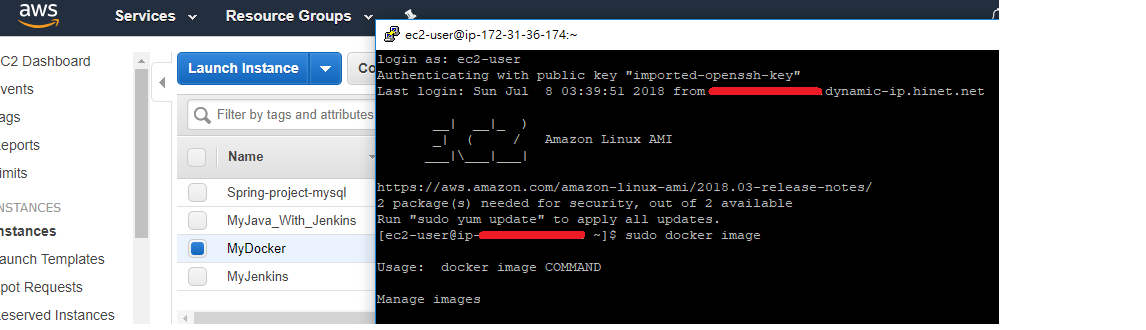 aws
Services
Resource Groups
C2 Dashboard
vents
ags
eports
imits
NSTANCES
nstances
aunch Templates
pot Requests
eserved Instances
Launch Instance
Co
Filter by tags and attributes
Name
Spring-project-mysql
MyJava_With_Jenkins
MyDocker
MyJenkins
ec2-user@ip-172-31-36-174:~
login as: ec2-user
Authenticating with public key "imported-openssh-key"
Last login: Sun Jul  8 03:39:51 2018 from .dynamic-ip.hinet.net
__|  __|_  )
_|  (     /   Amazon Linux AMI
___|\___|___|
https://aws.amazon.com/amazon-linux-ami/2018.03-release-notes/
2 package(s) needed for security, out of 2 available
Run "sudo yum update" to apply all updates.
[ec2-user@ip- ~]$ sudo docker image
Usage:  docker image COMMAND
Manage images